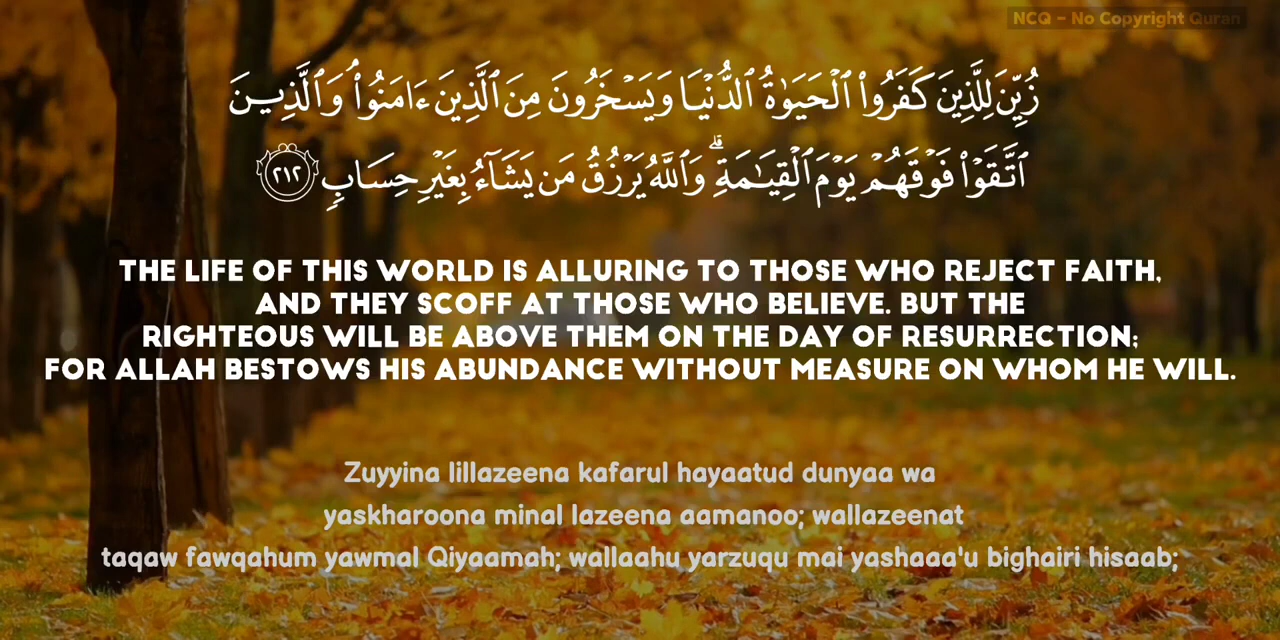 NCQ - No Copyright Quran
زُيِّنَ لِلَّذِينَ كَفَرُوا۟ ٱلْحَيَوٰةُ ٱلدُّنْيَا وَيَسْخَرُونَ مِنَ ٱلَّذِينَ ءَامَنُوا۟ ۘ وَٱلَّذِينَ
ٱتَّقَوْا۟ فَوْقَهُمْ يَوْمَ ٱلْقِيَـٰمَةِ ۗ وَٱللَّهُ يَرْزُقُ مَن يَشَآءُ بِغَيْرِ حِسَابٍ ٢١٢
THE LIFE OF THIS WORLD IS ALLURING TO THOSE WHO REJECT FAITH,
AND THEY SCOFF AT THOSE WHO BELIEVE. BUT THE
RIGHTEOUS WILL BE ABOVE THEM ON THE DAY OF RESURRECTION;
FOR ALLAH BESTOWS HIS ABUNDANCE WITHOUT MEASURE ON WHOM HE WILL.
Zuyyina lillazeena kafarul hayaatud dunyaa wa
yaskharoona minal lazeena aamanoo; wallazeenat
taqaw fawqahum yawmal Qiyaamah; wallaahu yarzuqu mai yashaaa'u bighairi hisaab;